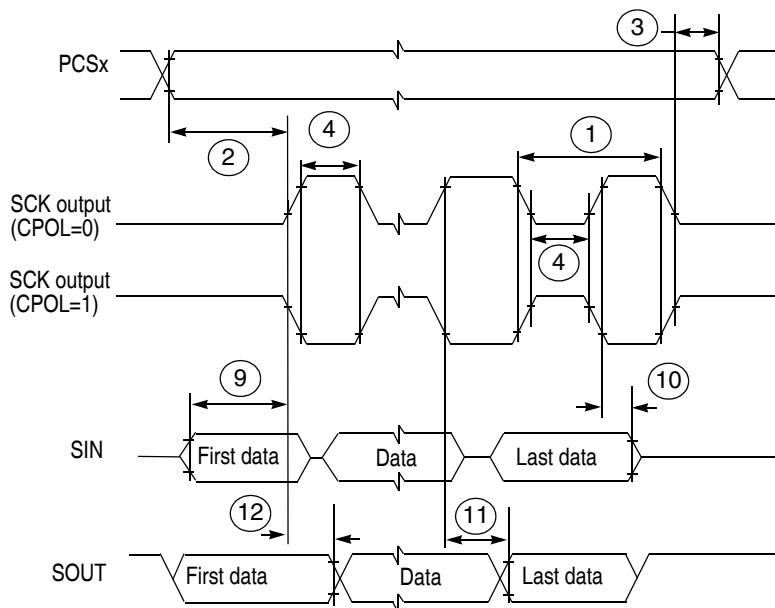 3
PCSx
2
4
1
SCK output
(CPOL=0)
4
SCK output
(CPOL=1)
9
10
SIN
First data
Data
Last data
12
11
SOUT
First data
Data
Last data